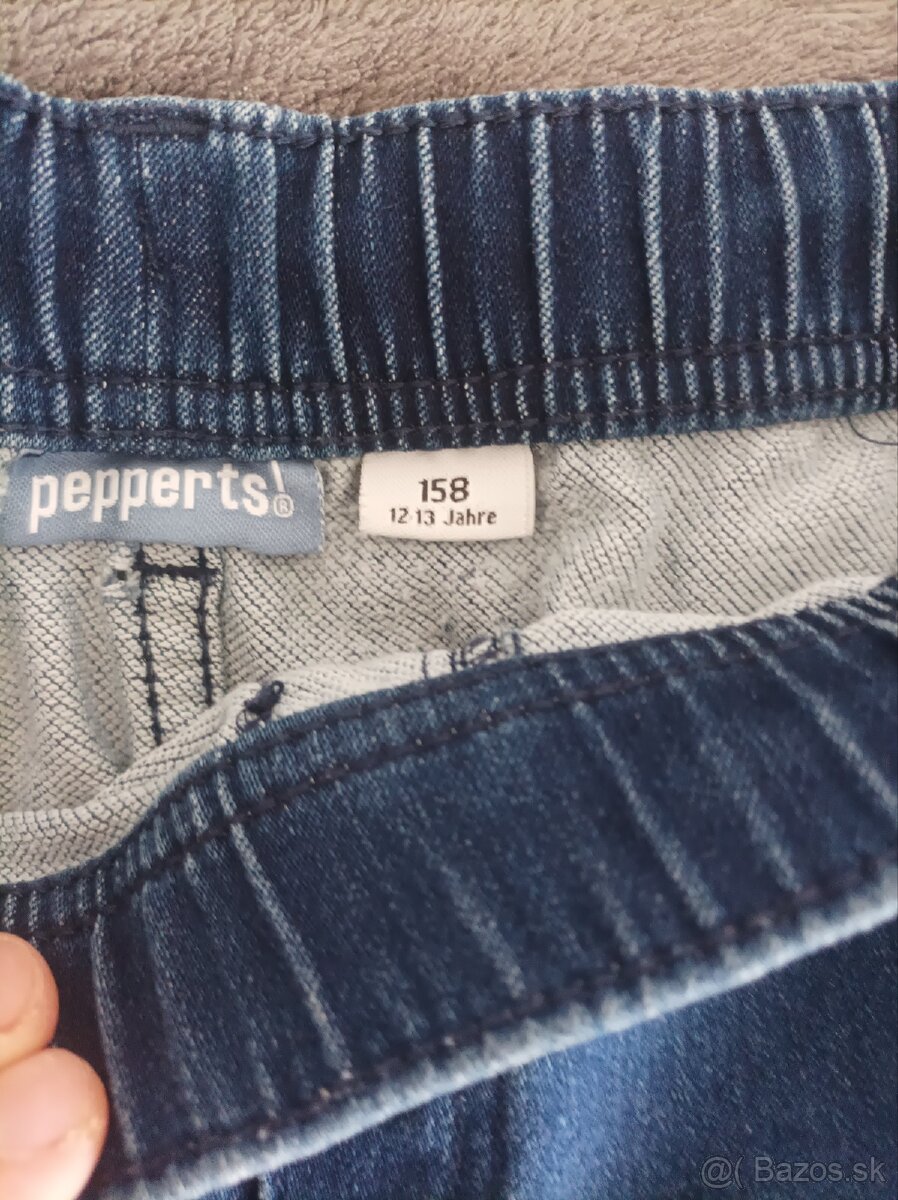 pepperts!®
158
12-13 Jahre
@( Bazos.sk